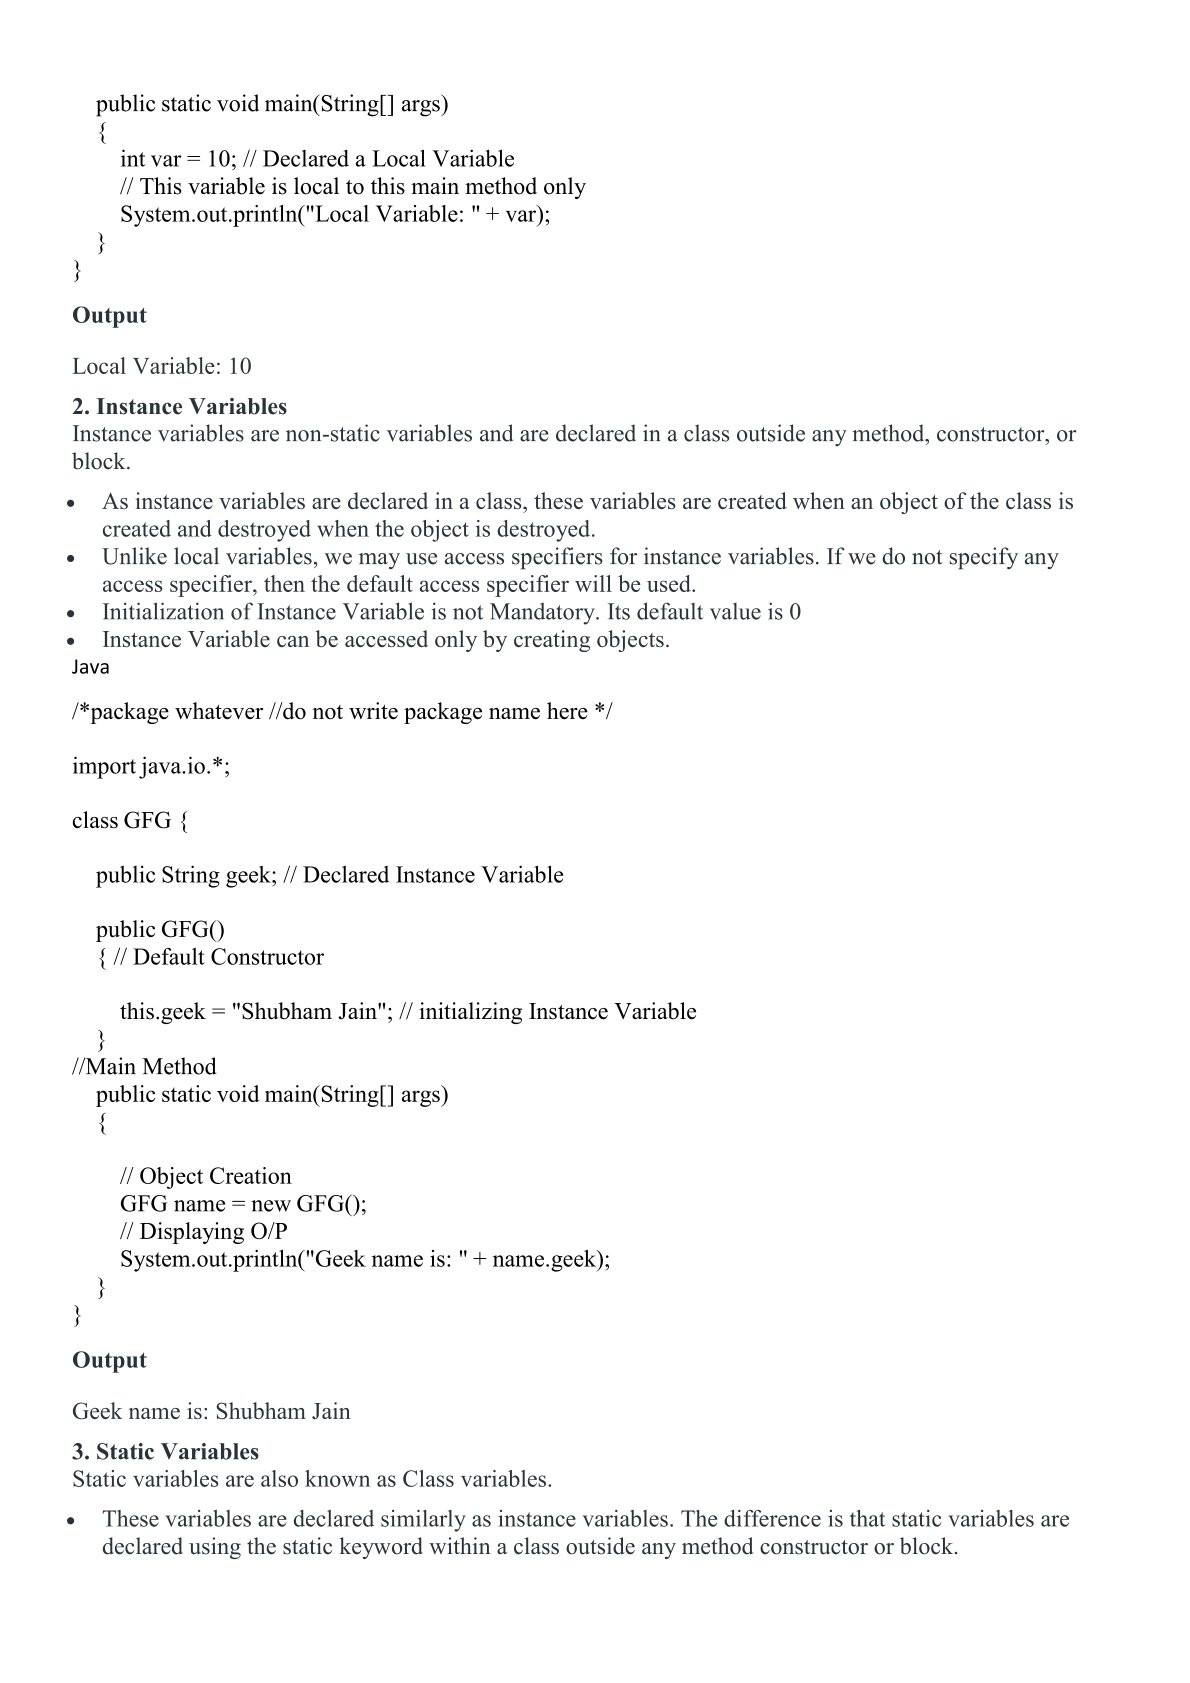 public static void main(String[] args)
{
int var = 10; // Declared a Local Variable
// This variable is local to this main method only
System.out.println("Local Variable: " + var);
}
}
Output
Local Variable: 10
2. Instance Variables
Instance variables are non-static variables and are declared in a class outside any method, constructor, or
block.
• As instance variables are declared in a class, these variables are created when an object of the class is
created and destroyed when the object is destroyed.
• Unlike local variables, we may use access specifiers for instance variables. If we do not specify any
access specifier, then the default access specifier will be used.
• Initialization of Instance Variable is not Mandatory. Its default value is 0
• Instance Variable can be accessed only by creating objects.
Java
/*package whatever //do not write package name here */
import java.io.*;
class GFG {
public String geek; // Declared Instance Variable
public GFG()
{ // Default Constructor
this.geek = "Shubham Jain"; // initializing Instance Variable
}
//Main Method
public static void main(String[] args)
{
// Object Creation
GFG name = new GFG();
// Displaying O/P
System.out.println("Geek name is: " + name.geek);
}
}
Output
Geek name is: Shubham Jain
3. Static Variables
Static variables are also known as Class variables.
• These variables are declared similarly as instance variables. The difference is that static variables are
declared using the static keyword within a class outside any method constructor or block.